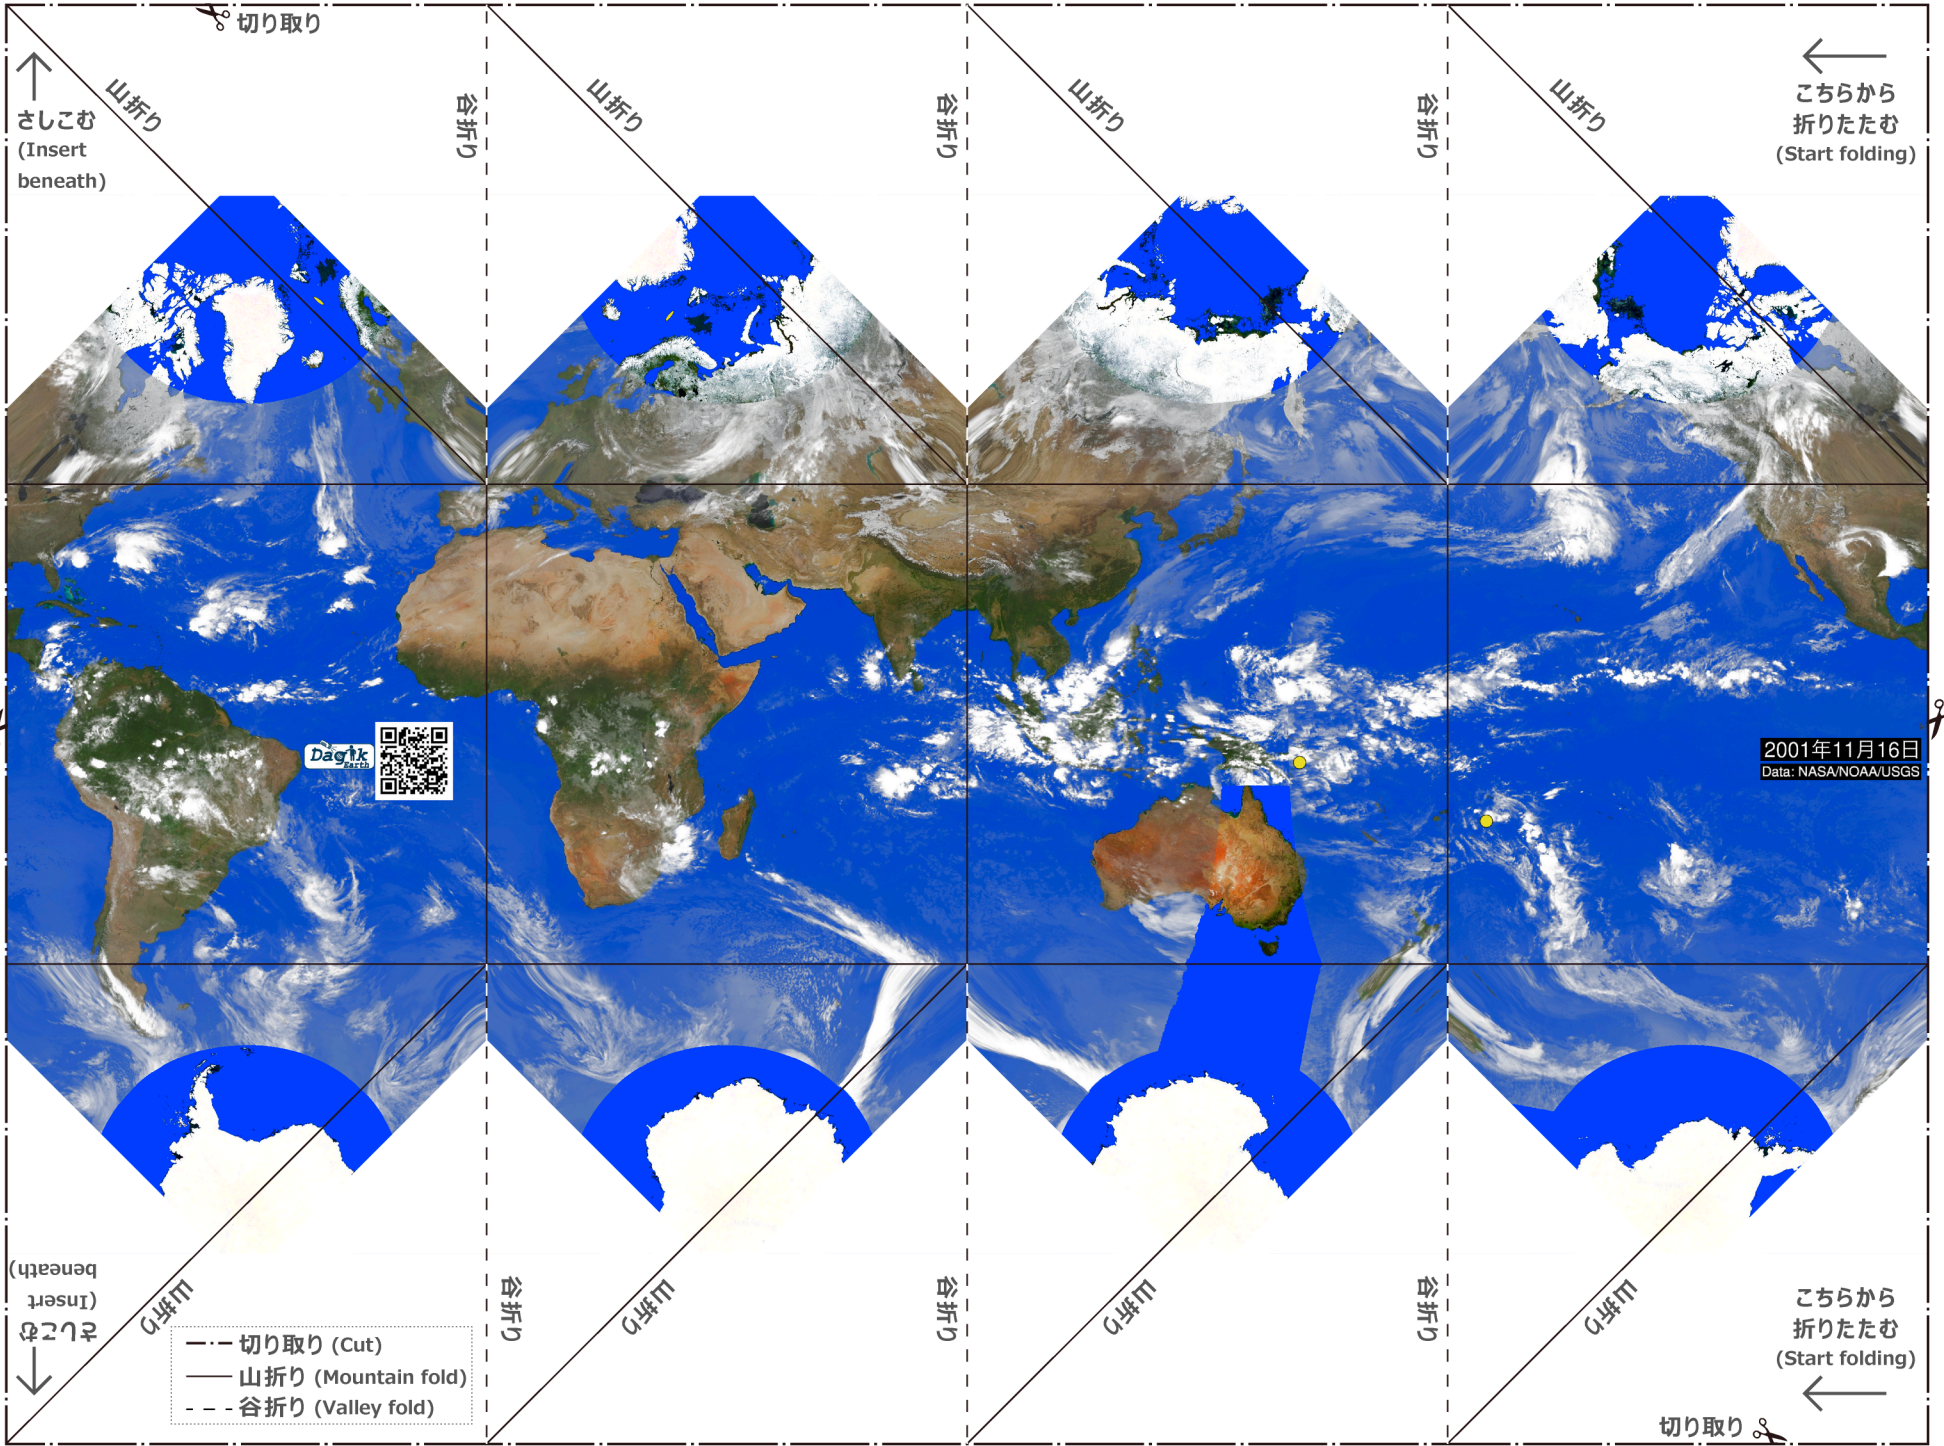 切り取り
山折り
谷折り
山折り
谷折り
山折り
谷折り
山折り
さしこむ
(Insert
beneath)
こちらから
折りたたむ
(Start folding)
Dagik
Earth
2001年11月16日
Data: NASA/NOAA/USGS
さしこむ
(Insert
beneath)
山折り
谷折り
山折り
谷折り
山折り
谷折り
山折り
切り取り (Cut)
山折り (Mountain fold)
谷折り (Valley fold)
こちらから
折りたたむ
(Start folding)
切り取り